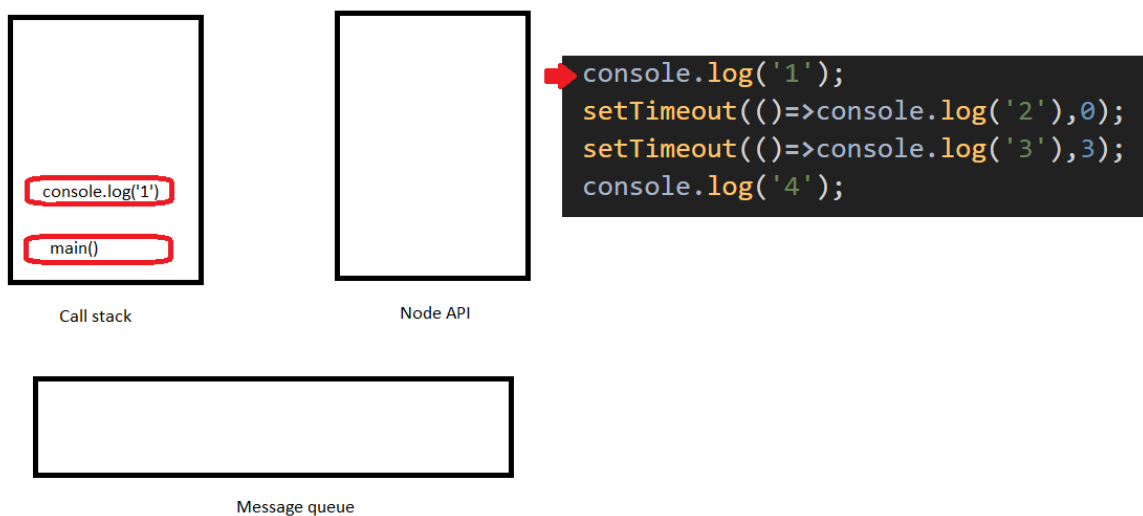 console.log('1')
main()
Call stack
Node API
console.log('1');
setTimeout(()=>console.log('2'),0);
setTimeout(()=>console.log('3'),3);
console.log('4');
Message queue